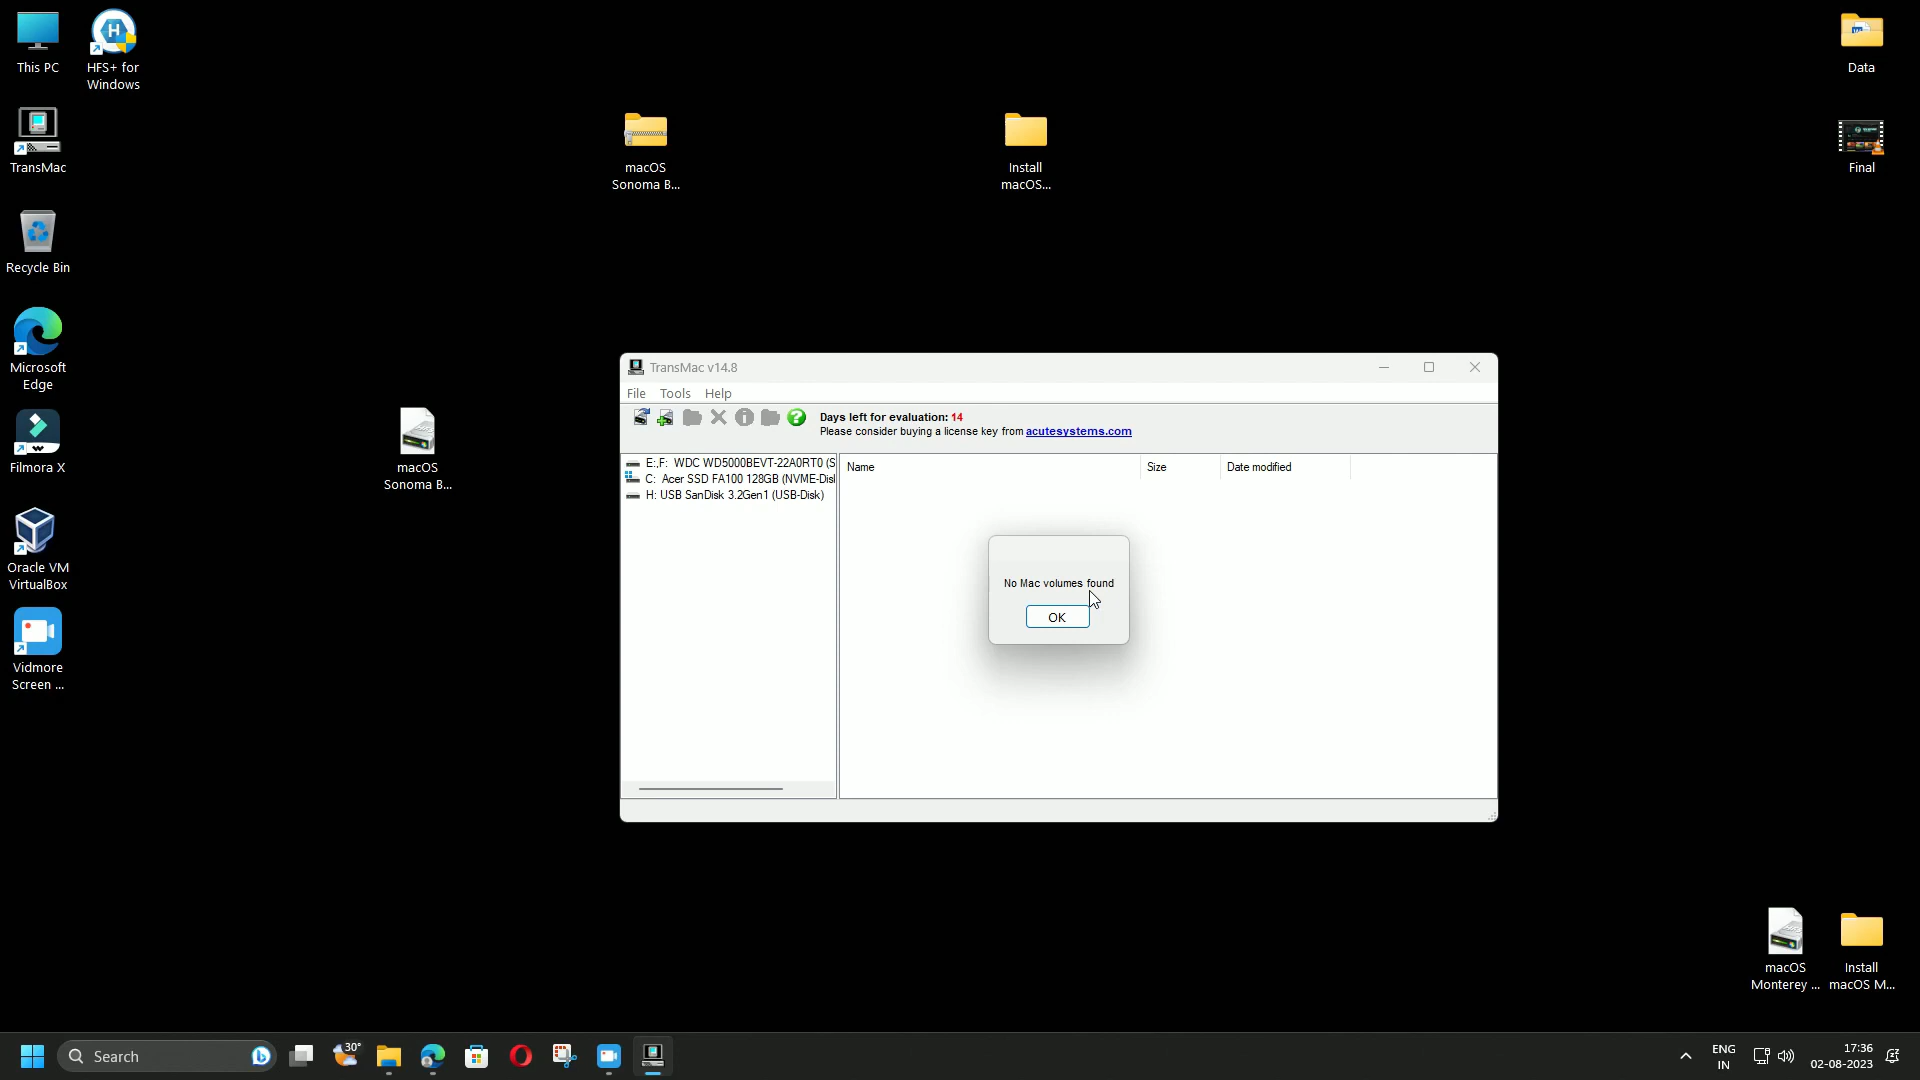 This PC
HFS+ for
Windows
Data
TransMac
macOS
Sonoma B...
Install
macOS...
Final
Recycle Bin
Microsoft
Edge
Filmora X
macOS
Sonoma B...
Oracle VM
VirtualBox
Vidmore
Screen ...
TransMac v14.8
File Tools Help
Days left for evaluation: 14
Please consider buying a license key from acutesystems.com
E:,F: WDC WD5000BEVT-22A0RT0 (S
C: Acer SSD FA100 128GB (NVME-Disl
H: USB SanDisk 3.2Gen1 (USB-Disk)
Name Size Date modified
No Mac volumes found
OK
macOS
Monterey ...
Install
macOS M...
Search
30°
ENG
IN
17:36
02-08-2023